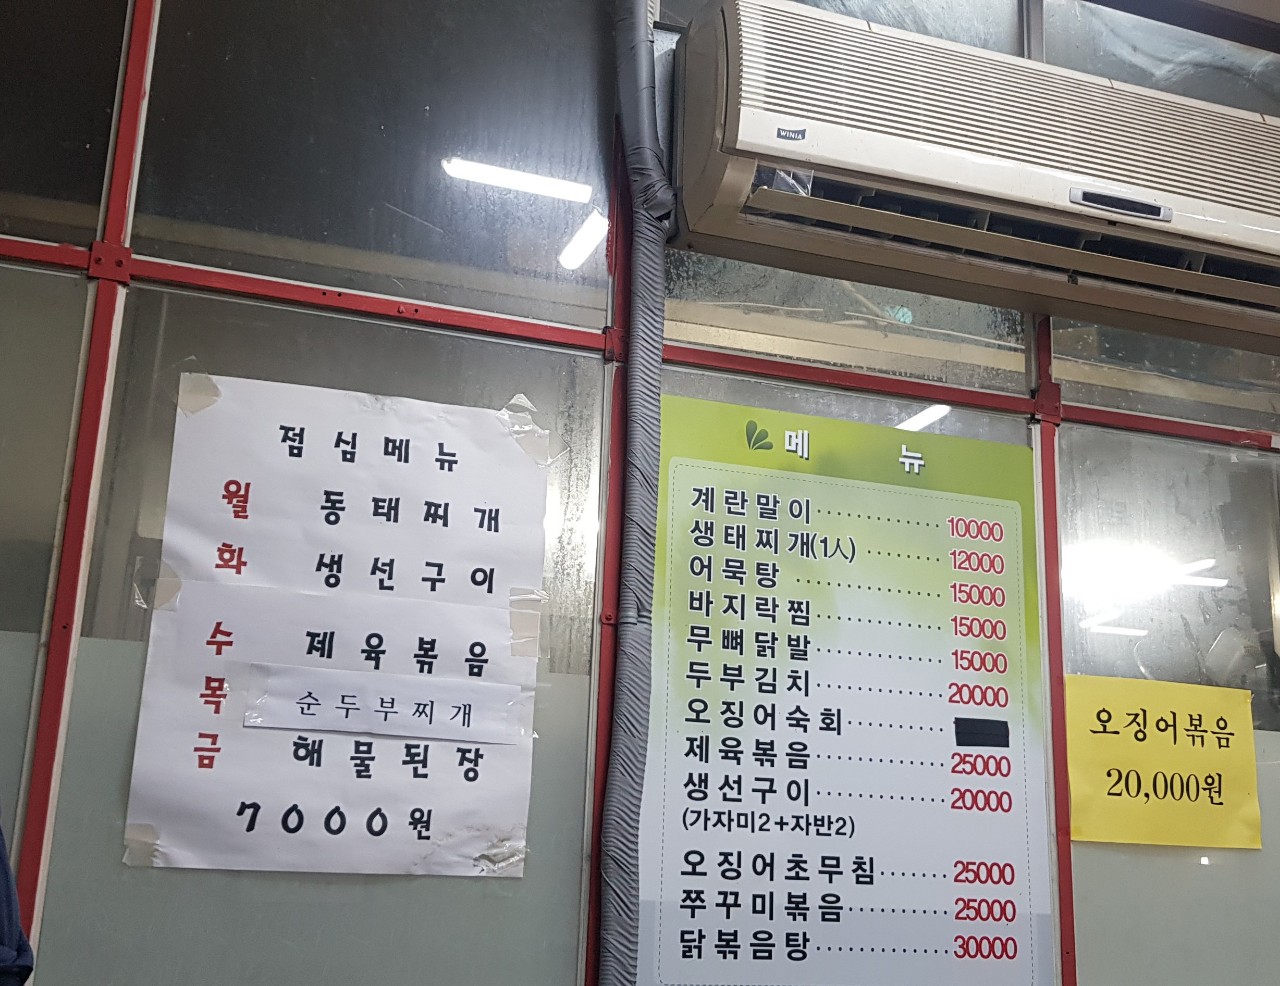 WINIA
점심메뉴
월 동태찌개
화 생선구이
수 제육볶음
목 순두부찌개
금 해물된장
7000원
메뉴
계란말이 ············· 10000
생태찌개(1人) ······· 12000
어묵탕 ················ 15000
바지락찜 ·············· 15000
무뼈닭발 ············· 15000
두부김치 ·············· 20000
오징어숙회 ··········
제육볶음 ············· 25000
생선구이 ············· 20000
(가자미2+자반2)
오징어초무침 ······· 25000
쭈꾸미볶음 ·········· 25000
닭볶음탕 ·············· 30000
오징어볶음
20,000원